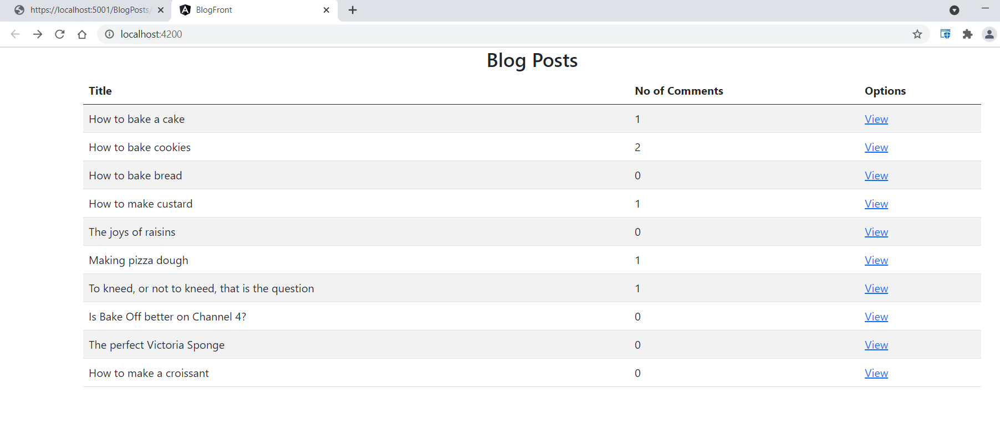 https://localhost:5001/BlogPosts/
BlogFront
localhost:4200
Blog Posts
Title No of Comments Options
How to bake a cake 1 View
How to bake cookies 2 View
How to bake bread 0 View
How to make custard 1 View
The joys of raisins 0 View
Making pizza dough 1 View
To kneed, or not to kneed, that is the question 1 View
Is Bake Off better on Channel 4? 0 View
The perfect Victoria Sponge 0 View
How to make a croissant 0 View